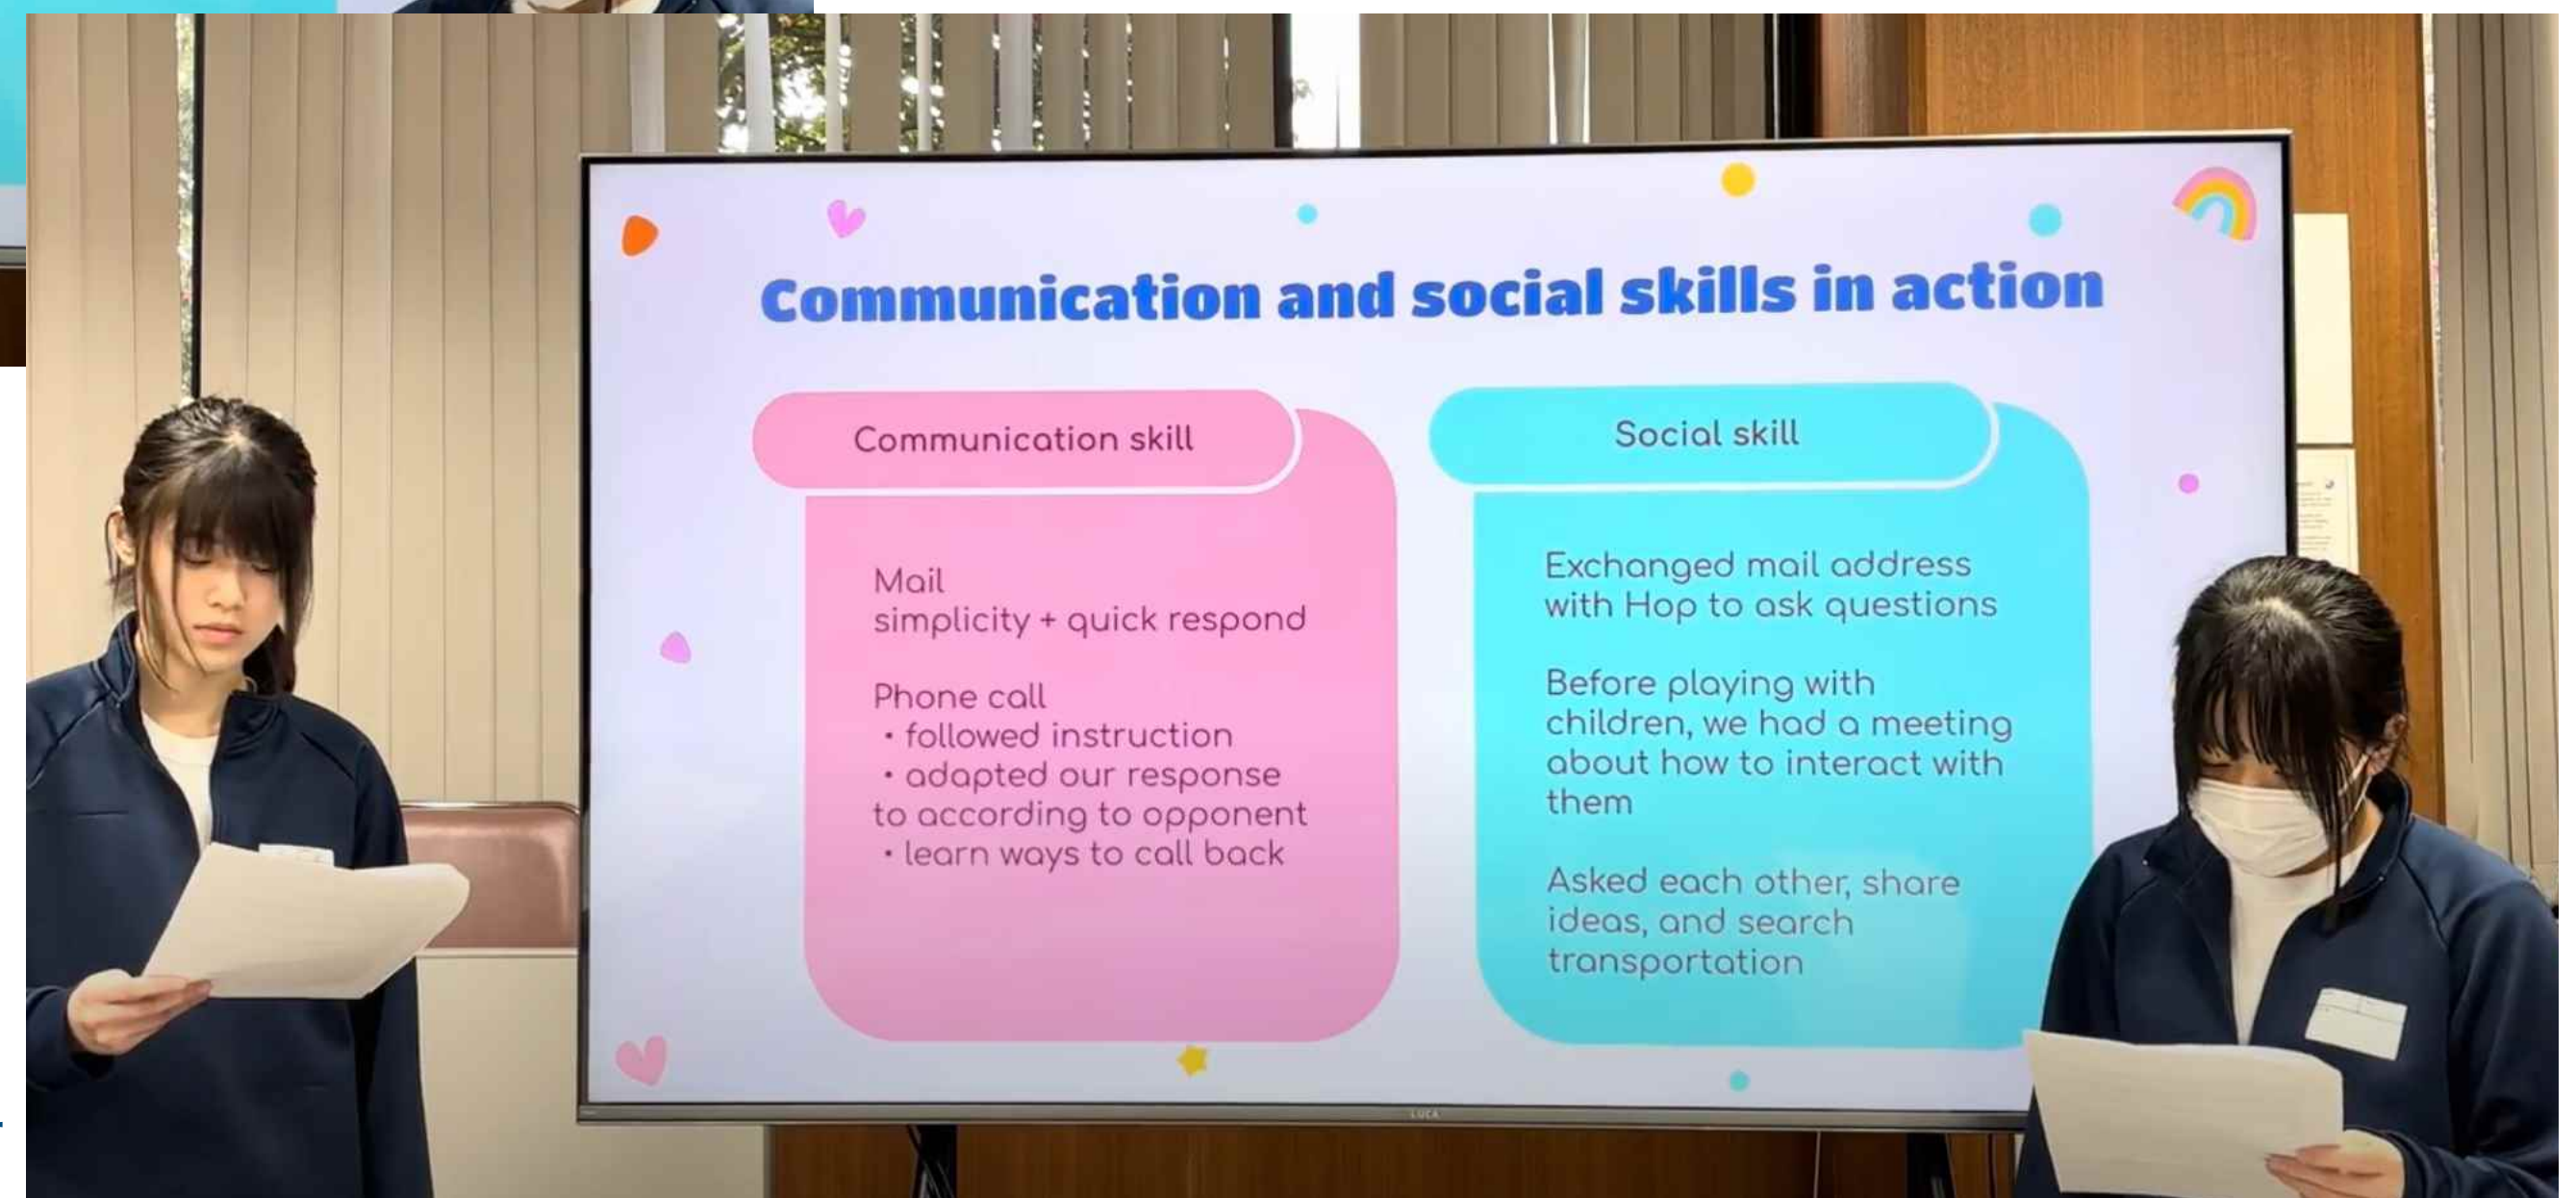 Communication and social skills in action
Communication skill
Mail
simplicity + quick respond
Phone call
• followed instruction
• adapted our response
to according to opponent
• learn ways to call back
Social skill
Exchanged mail address
with Hop to ask questions
Before playing with
children, we had a meeting
about how to interact with
them
Asked each other, share
ideas, and search
transportation
LUCA